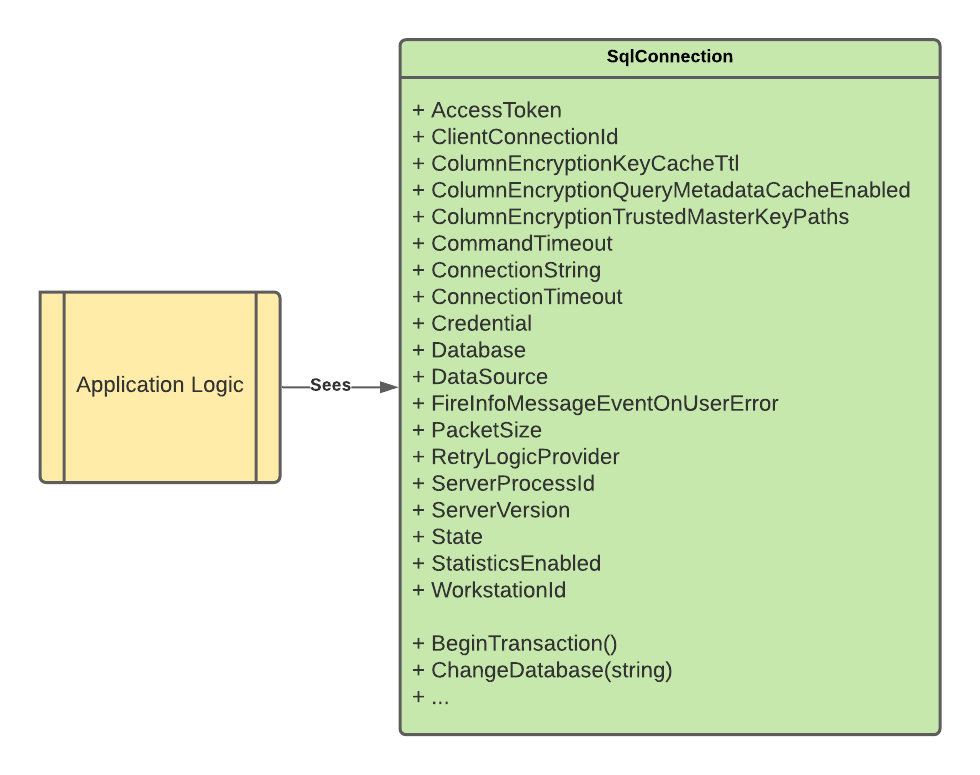 SqlConnection
+ AccessToken
+ ClientConnectionId
+ ColumnEncryptionKeyCacheTtl
+ ColumnEncryptionQueryMetadataCacheEnabled
+ ColumnEncryptionTrustedMasterKeyPaths
+ CommandTimeout
+ ConnectionString
+ ConnectionTimeout
+ Credential
+ Database
+ DataSource
+ FireInfoMessageEventOnUserError
+ PacketSize
+ RetryLogicProvider
+ ServerProcessId
+ ServerVersion
+ State
+ StatisticsEnabled
+ WorkstationId
+ BeginTransaction()
+ ChangeDatabase(string)
+ ...
Application Logic
Sees